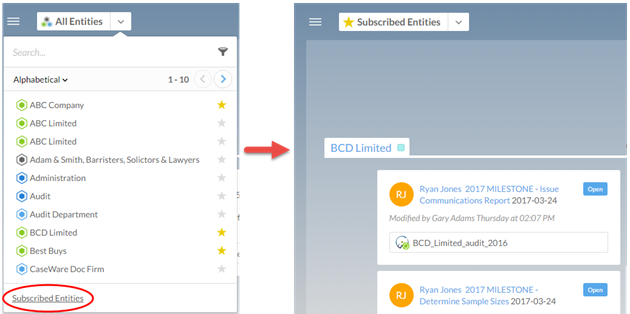 All Entities
Search...
Alphabetical
1 - 10
ABC Company
ABC Limited
ABC Limited
Adam & Smith, Barristers, Solictors & Lawyers
Administration
Audit
Audit Department
BCD Limited
Best Buys
CaseWare Doc Firm
Subscribed Entities
Subscribed Entities
BCD Limited
RJ
Ryan Jones 2017 MILESTONE - Issue
Communications Report 2017-03-24
Open
Modified by Gary Adams Thursday at 02:07 PM
BCD_Limited_audit_2016
RJ
Ryan Jones 2017 MILESTONE -
Determine Sample Sizes 2017-03-24
Open